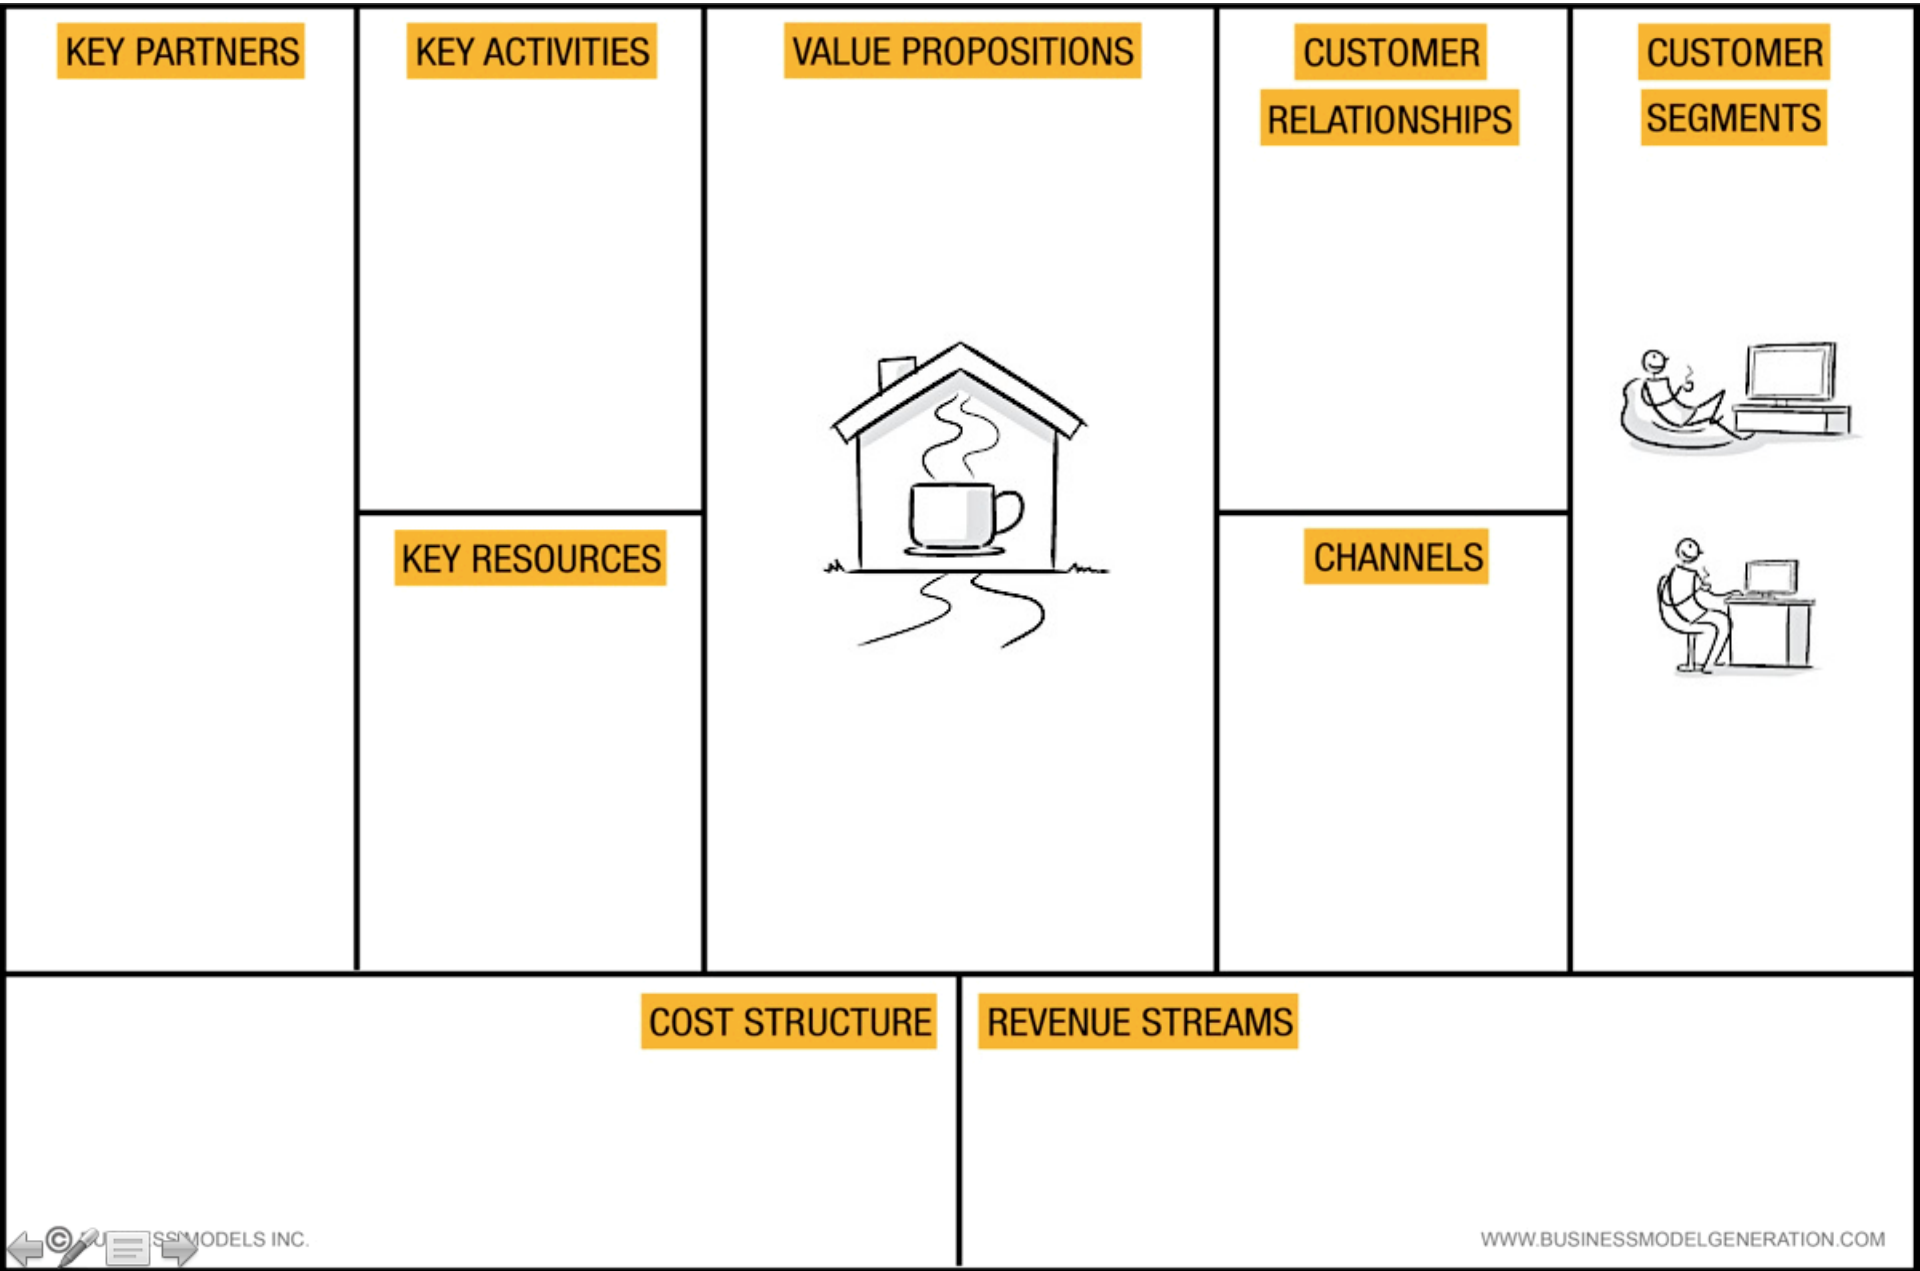 KEY PARTNERS
KEY ACTIVITIES
VALUE PROPOSITIONS
CUSTOMER
RELATIONSHIPS
CUSTOMER
SEGMENTS
KEY RESOURCES
CHANNELS
COST STRUCTURE
REVENUE STREAMS
© MODELS INC.
WWW.BUSINESSMODELGENERATION.COM